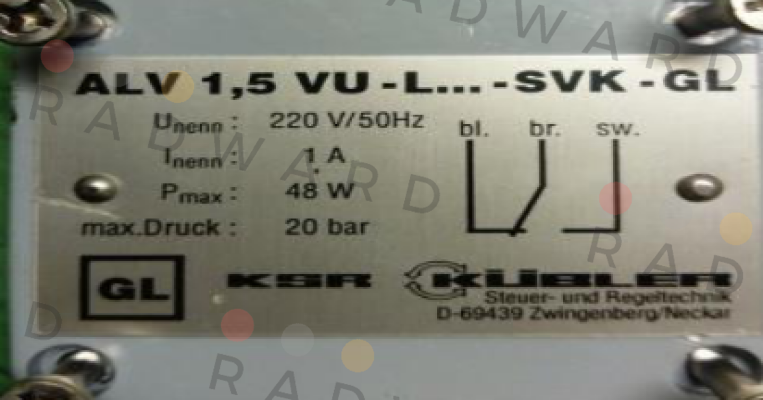 ALV 1,5 VU-L...-SVK-GL
Unenn : 220 V/50Hz
Inenn : 1 A
Pmax : 48 W
max.Druck : 20 bar
bl. br. sw.
GL KSR KÜBLER
Steuer- und Regeltechnik
D-69439 Zwingenberg/Neckar
RADWARD
RADWARD
RAD
D
RADWARD